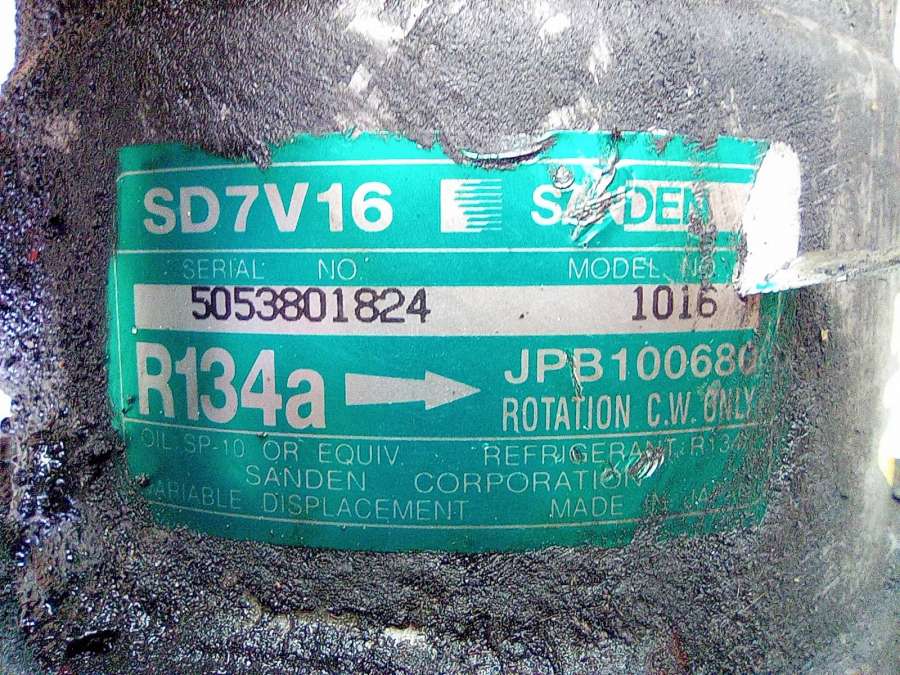 SD7V16 SANDEN
SERIAL NO. MODEL NO.
5053801824 1016
R134a JPB100680
ROTATION C.W. ONLY
OIL SP-10 OR EQUIV REFRIGERANT R134a
SANDEN CORPORATION
VARIABLE DISPLACEMENT MADE IN JAPAN